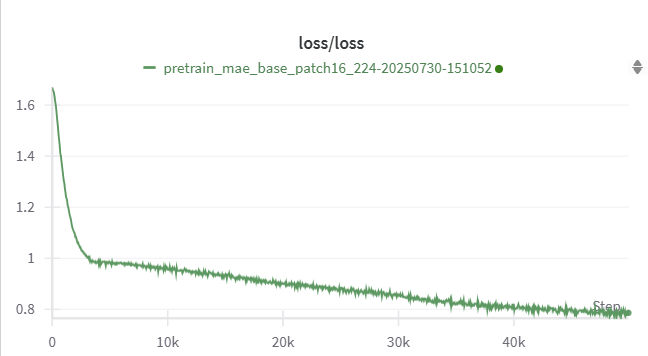 loss/loss
pretrain_mae_base_patch16_224-20250730-151052
1.6
1.4
1.2
1
0.8
Step
0
10k
20k
30k
40k